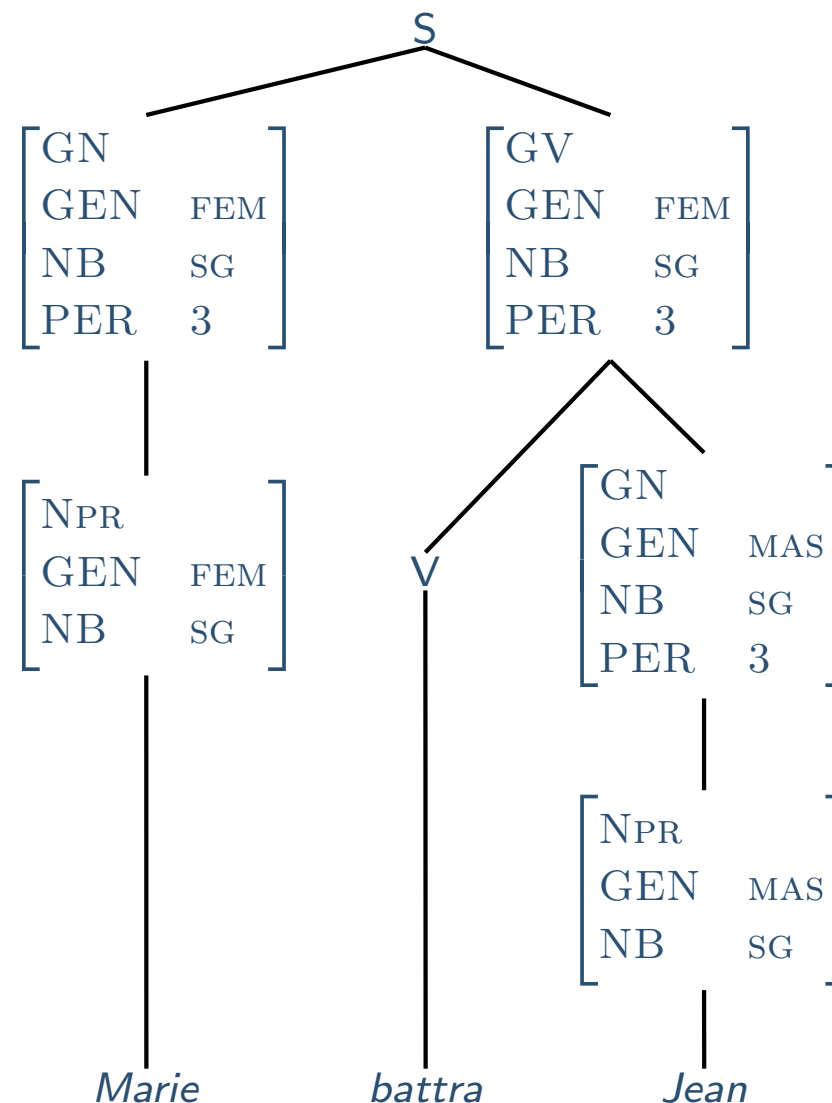 S
GN
GEN FEM
NB SG
PER 3
GV
GEN FEM
NB SG
PER 3
NPR
GEN FEM
NB SG
V
GN
GEN MAS
NB SG
PER 3
NPR
GEN MAS
NB SG
Marie battra Jean